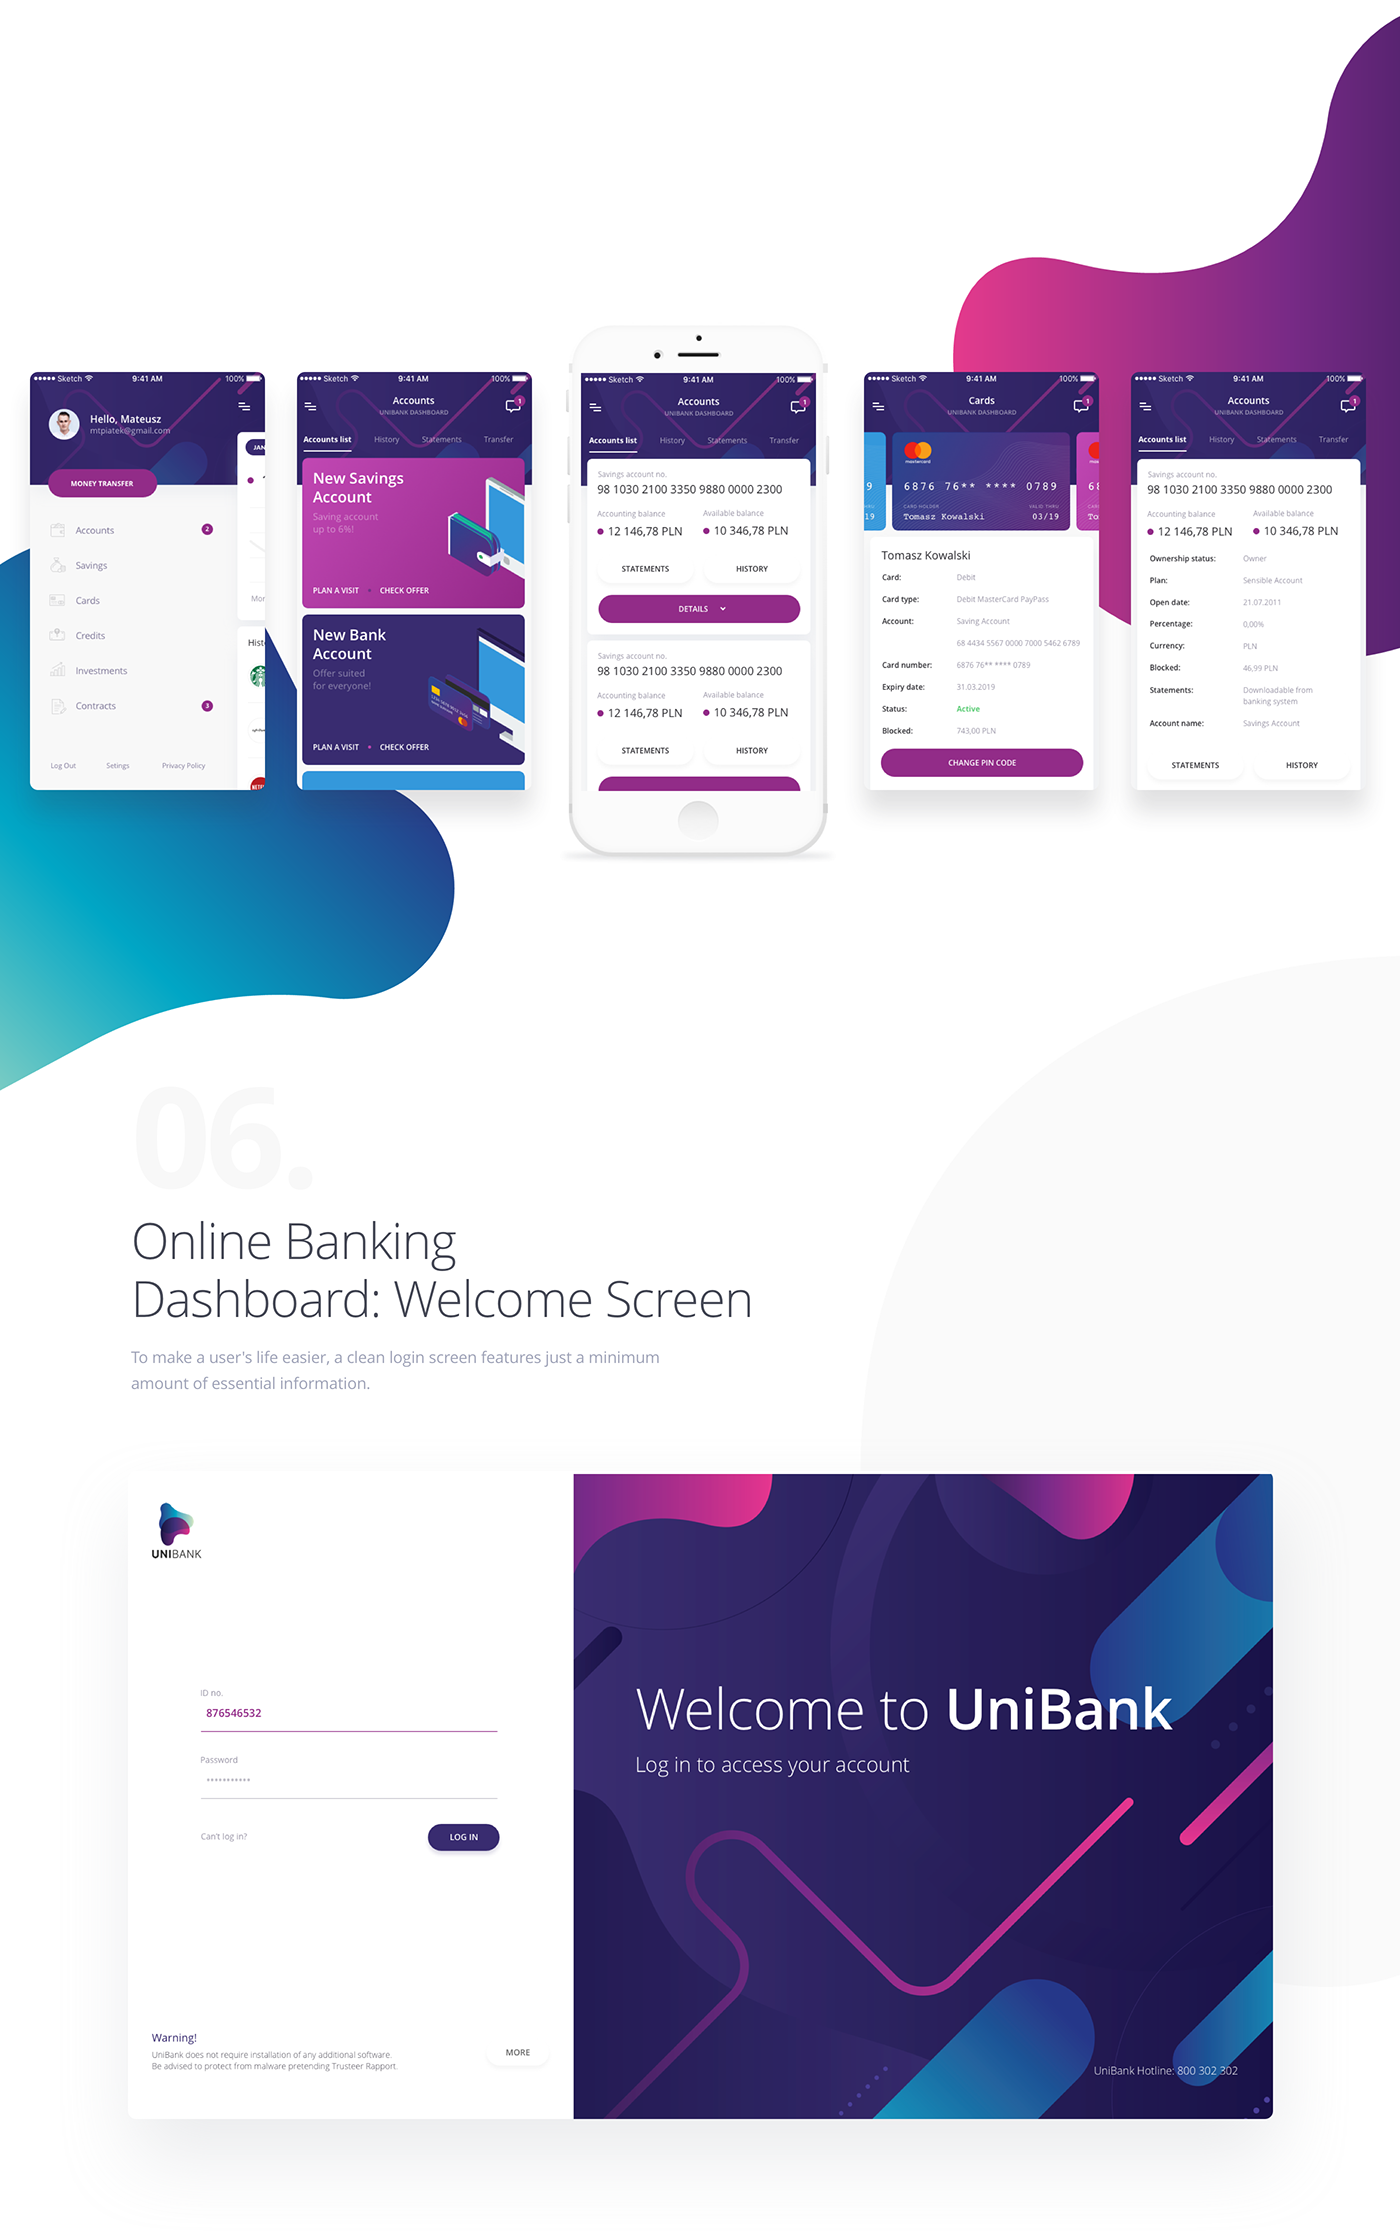 Sketch 9:41 AM 100%
Hello, Mateusz
mtpiatek@gmail.com
JAN
MONEY TRANSFER
Accounts 2
Savings
Cards
Mor
Credits
Hist
Investments
Contracts 3
Log Out Setings Privacy Policy
Sketch 9:41 AM 100%
Accounts 1
UNIBANK DASHBOARD
Accounts list History Statements Transfer
New Savings
Account
Saving account
up to 6%!
PLAN A VISIT • CHECK OFFER
New Bank
Account
Offer suited
for everyone!
PLAN A VISIT • CHECK OFFER
Sketch 9:41 AM 100%
Accounts 1
UNIBANK DASHBOARD
Accounts list History Statements Transfer
Savings account no.
98 1030 2100 3350 9880 0000 2300
Accounting balance Available balance
12 146,78 PLN 10 346,78 PLN
STATEMENTS HISTORY
DETAILS
Savings account no.
98 1030 2100 3350 9880 0000 2300
Accounting balance Available balance
12 146,78 PLN 10 346,78 PLN
STATEMENTS HISTORY
Sketch 9:41 AM 100%
Cards 1
UNIBANK DASHBOARD
mastercard
9 6876 76** **** 0789 68
THRU CARD HOLDER VALID THRU
/19 Tomasz Kowalski 03/19 To
Tomasz Kowalski
Card: Debit
Card type: Debit MasterCard PayPass
Account: Saving Account
68 4434 5567 0000 7000 5462 6789
Card number: 6876 76** **** 0789
Expiry date: 31.03.2019
Status: Active
Blocked: 743,00 PLN
CHANGE PIN CODE
Sketch 9:41 AM 100%
Accounts 1
UNIBANK DASHBOARD
Accounts list History Statements Transfer
Savings account no.
98 1030 2100 3350 9880 0000 2300
Accounting balance Available balance
12 146,78 PLN 10 346,78 PLN
Ownership status: Owner
Plan: Sensible Account
Open date: 21.07.2011
Percentage: 0,00%
Currency: PLN
Blocked: 46,99 PLN
Statements: Downloadable from
banking system
Account name: Savings Account
STATEMENTS HISTORY
06.
Online Banking
Dashboard: Welcome Screen
To make a user's life easier, a clean login screen features just a minimum
amount of essential information.
UNIBANK
ID no.
876546532
Password
***********
Can't log in? LOG IN
Warning!
UniBank does not require installation of any additional software.
Be advised to protect from malware pretending Trusteer Rapport.
MORE
Welcome to UniBank
Log in to access your account
UniBank Hotline: 800 302 302